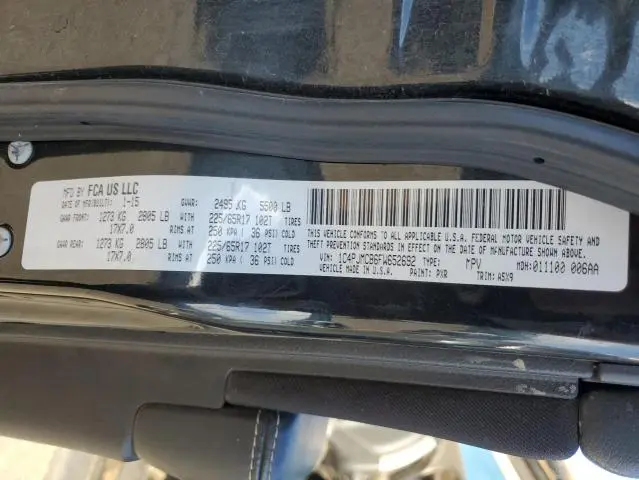 MFD BY FCA US LLC
DATE OF MFR(BUILT): 1-15 GVWR: 2495 KG 5500 LB
GAWR FRONT: 1273 KG 2805 LB WITH 225/65R17 102T TIRES
17X7.0 RIMS AT 250 KPA ( 36 PSI) COLD
GAWR REAR: 1273 KG 2805 LB WITH 225/65R17 102T TIRES
17X7.0 RIMS AT 250 KPA ( 36 PSI) COLD
THIS VEHICLE CONFORMS TO ALL APPLICABLE U.S.A. FEDERAL MOTOR VEHICLE SAFETY AND
THEFT PREVENTION STANDARDS IN EFFECT ON THE DATE OF MANUFACTURE SHOWN ABOVE.
VIN: 1C4PJMCB6FW652692 TYPE: MPV MDH: 011100 006AA
VEHICLE MADE IN U.S.A. PAINT: PXR TRIM: A5X9